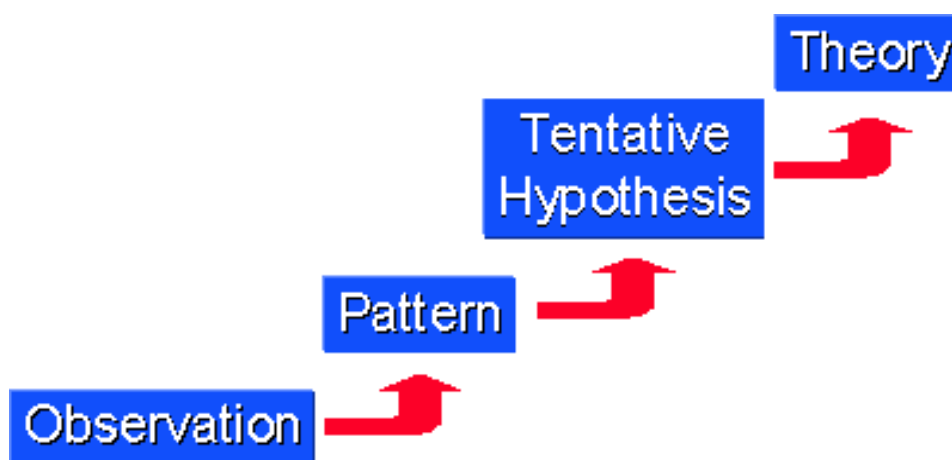 Theory
Tentative
Hypothesis
Pattern
Observation